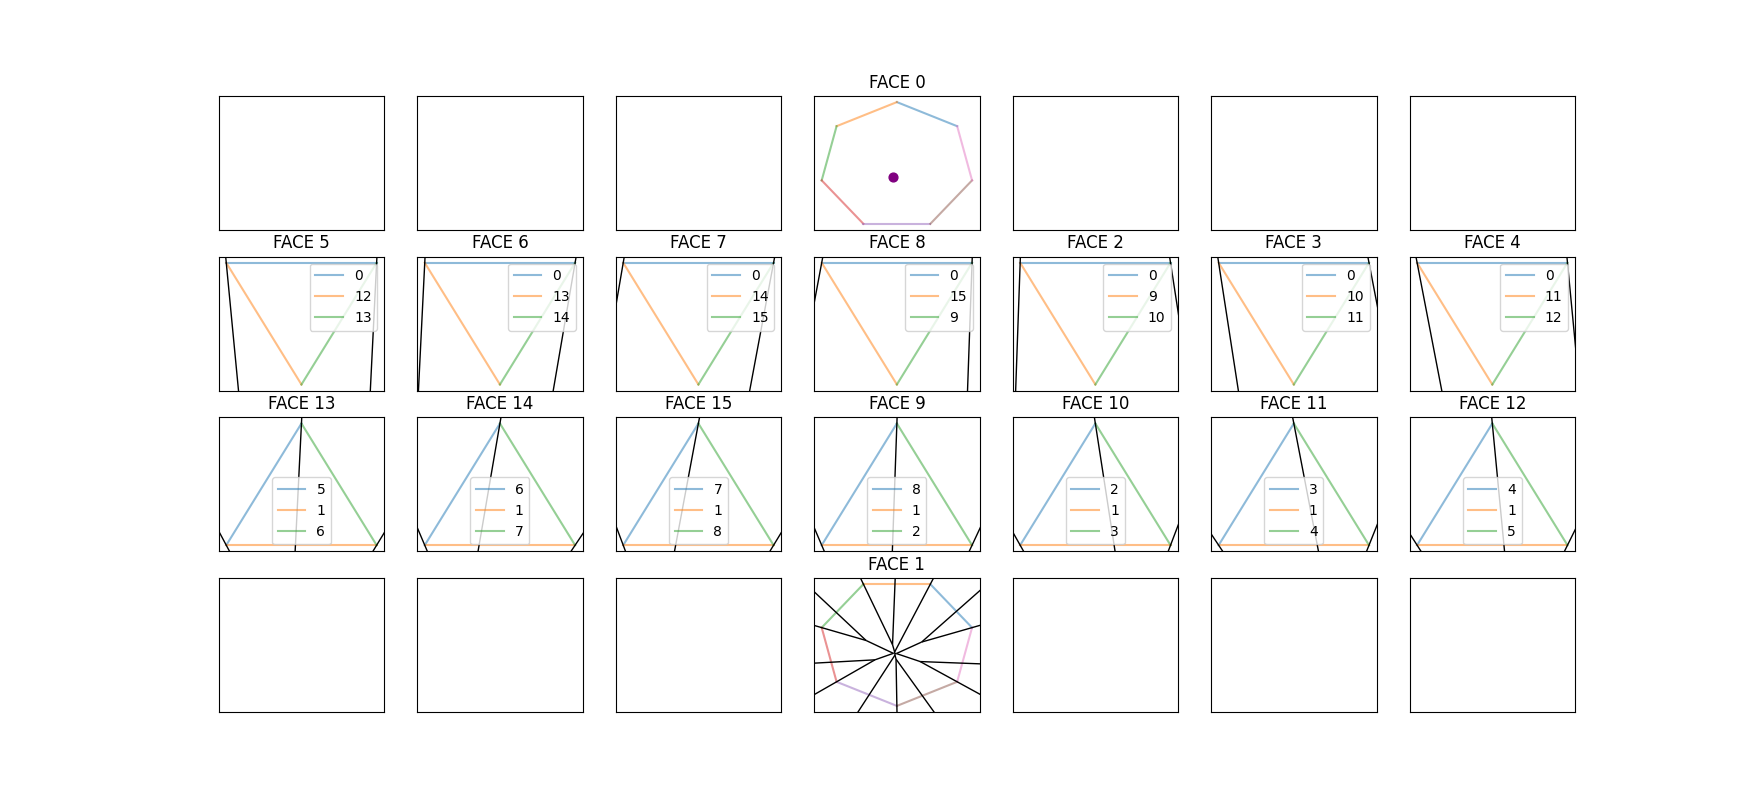 FACE 0
FACE 5 FACE 6 FACE 7 FACE 8 FACE 2 FACE 3 FACE 4
0 0 0 0 0 0 0
12 13 14 15 9 10 11
13 14 15 9 10 11 12
FACE 13 FACE 14 FACE 15 FACE 9 FACE 10 FACE 11 FACE 12
5 6 7 8 2 3 4
1 1 1 1 1 1 1
6 7 8 2 3 4 5
FACE 1